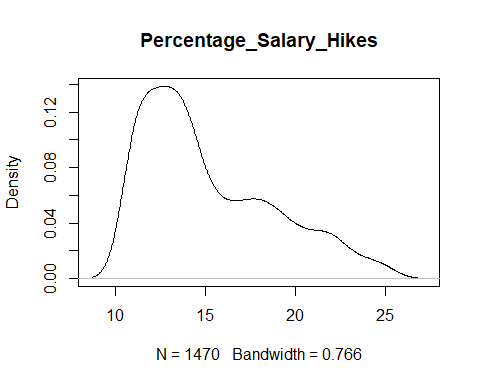 Percentage_Salary_Hikes
Density
0.00
0.04
0.08
0.12
10 15 20 25
N = 1470 Bandwidth = 0.766